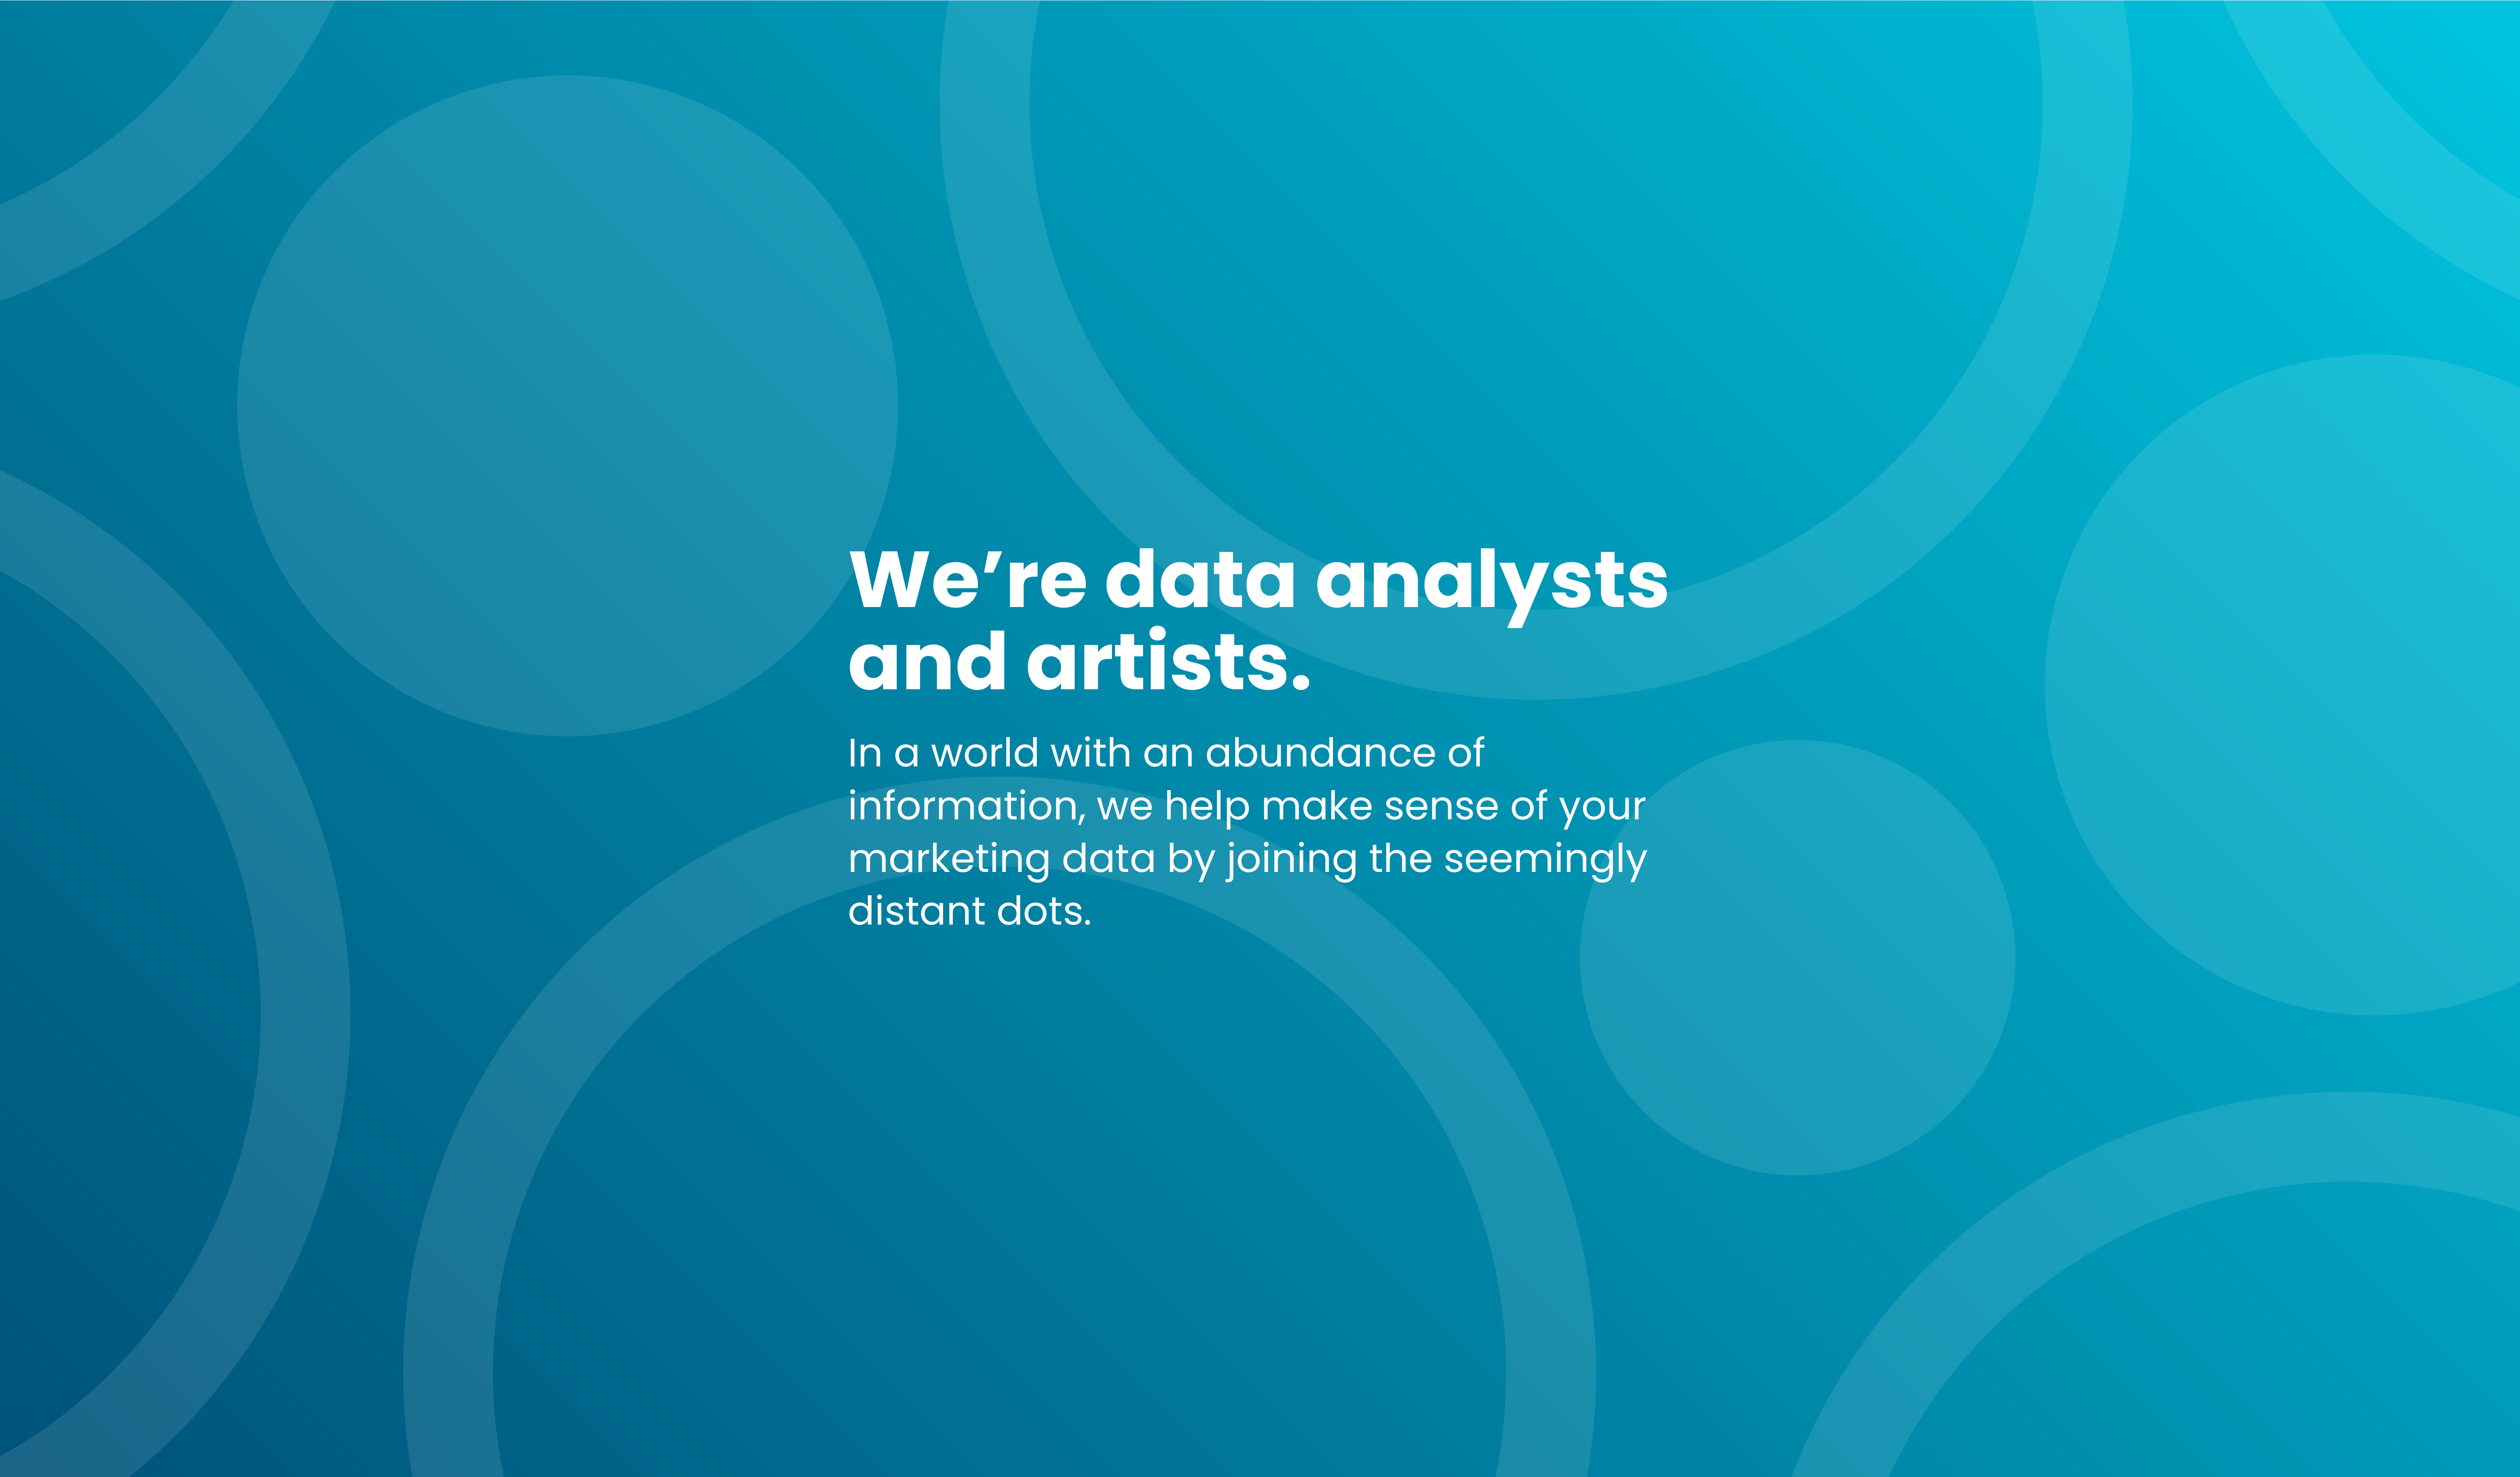 We’re data analysts
and artists.
In a world with an abundance of
information, we help make sense of your
marketing data by joining the seemingly
distant dots.